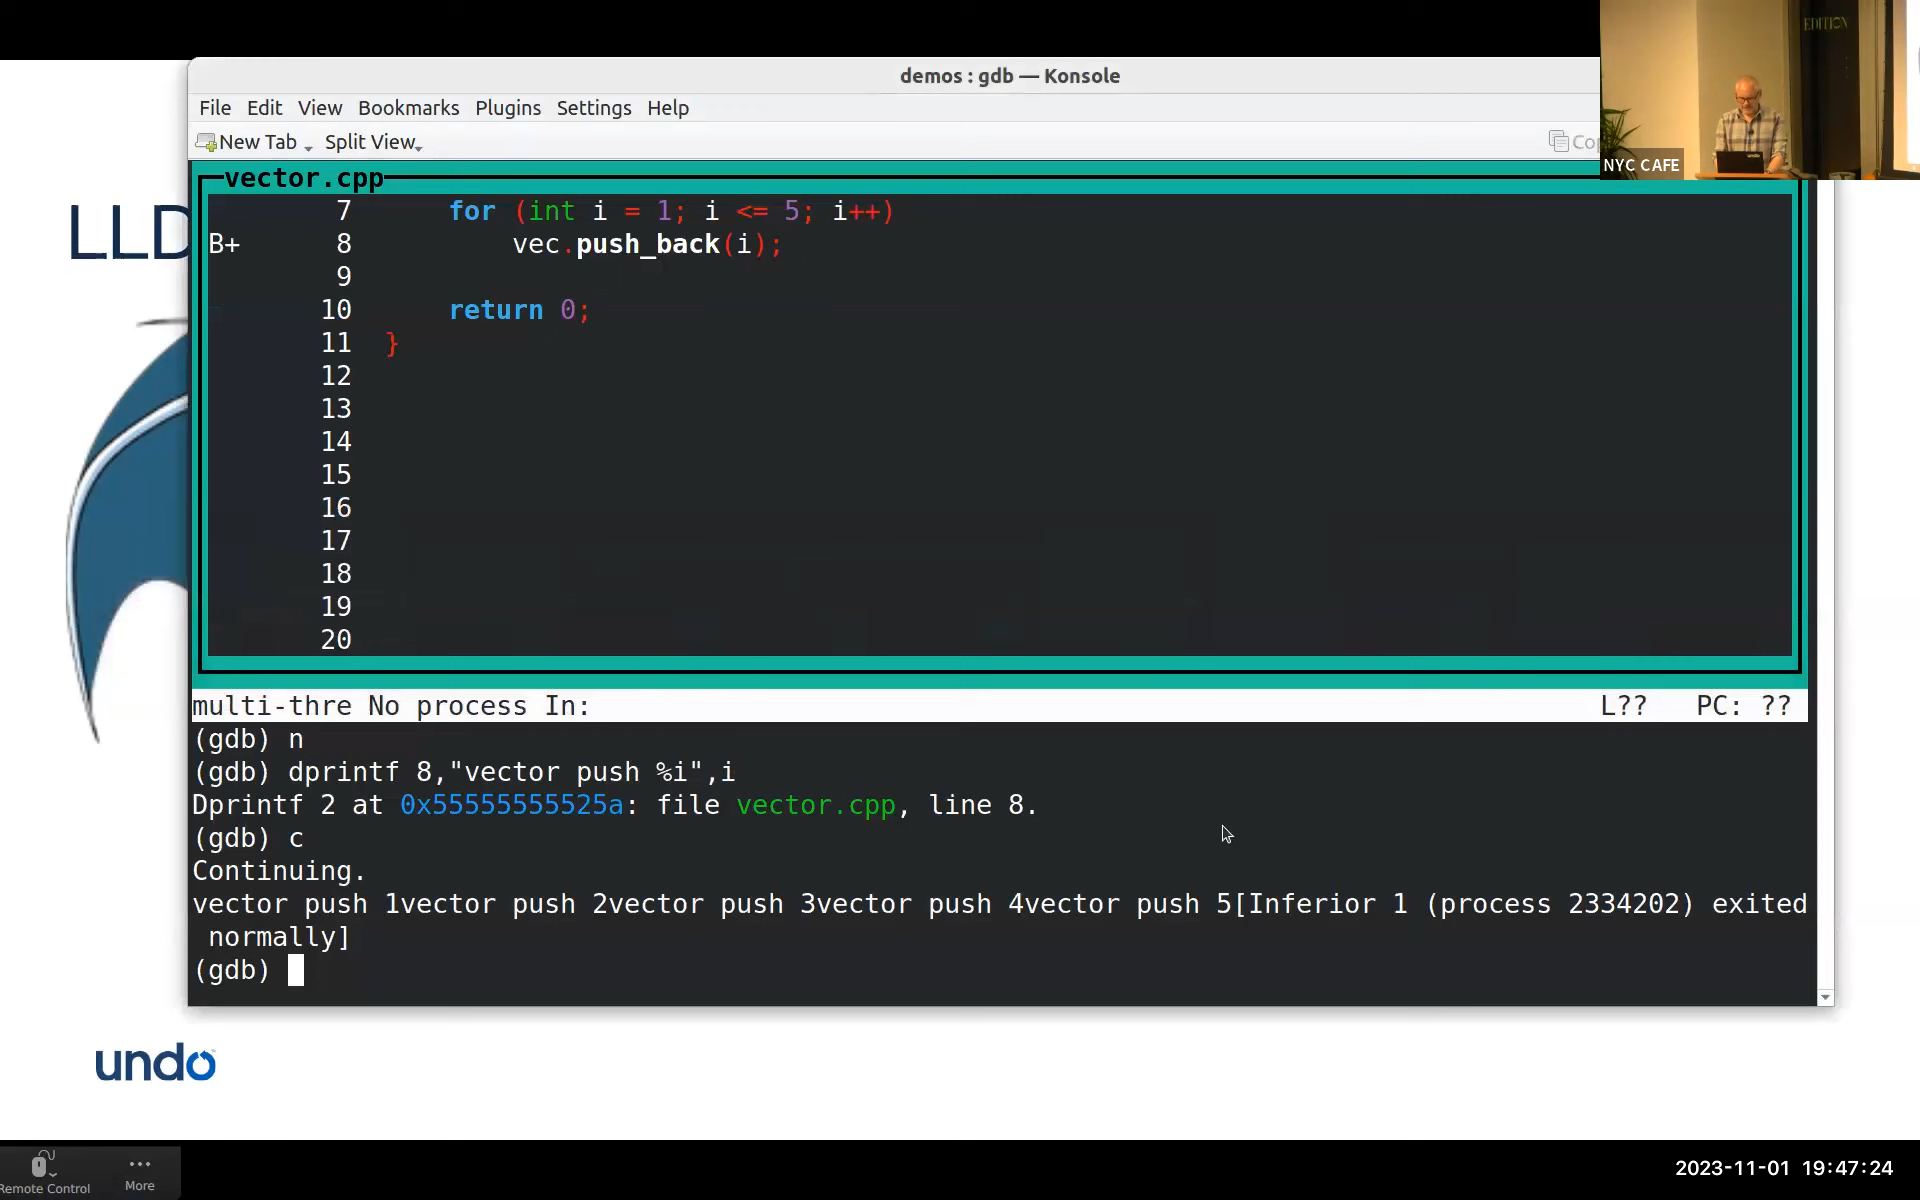 demos : gdb — Konsole
File Edit View Bookmarks Plugins Settings Help
New Tab Split View
EDITION
NYC CAFE
LLD
vector.cpp
7 for (int i = 1; i <= 5; i++)
B+ 8 vec.push_back(i);
9
10 return 0;
11 }
12
13
14
15
16
17
18
19
20
multi-thre No process In: L?? PC: ??
(gdb) n
(gdb) dprintf 8,"vector push %i",i
Dprintf 2 at 0x55555555525a: file vector.cpp, line 8.
(gdb) c
Continuing.
vector push 1vector push 2vector push 3vector push 4vector push 5[Inferior 1 (process 2334202) exited
normally]
(gdb)
undo
Remote Control More
2023-11-01 19:47:24